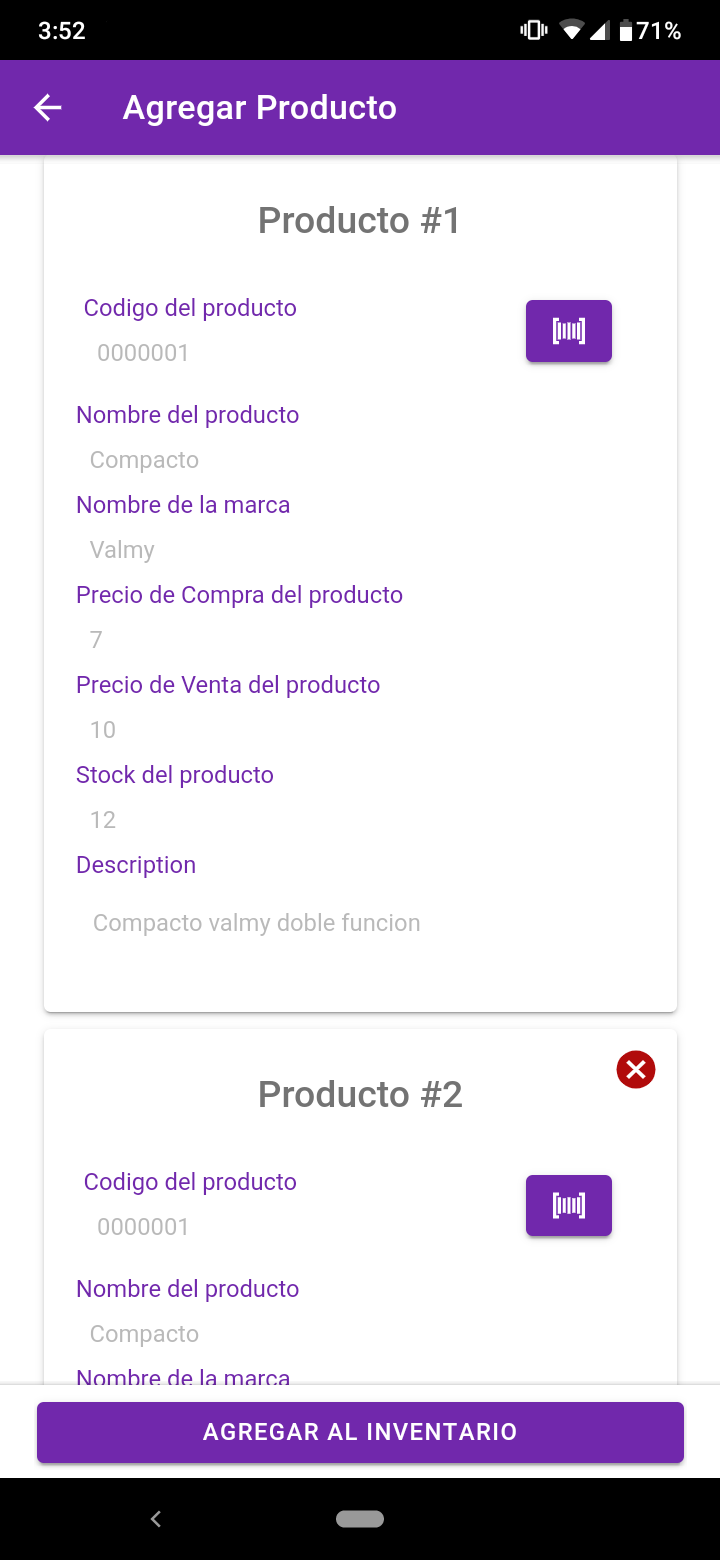 3:52
71%
Agregar Producto
Producto #1
Codigo del producto
0000001
Nombre del producto
Compacto
Nombre de la marca
Valmy
Precio de Compra del producto
7
Precio de Venta del producto
10
Stock del producto
12
Description
Compacto valmy doble funcion
Producto #2
Codigo del producto
0000001
Nombre del producto
Compacto
Nombre de la marca
AGREGAR AL INVENTARIO